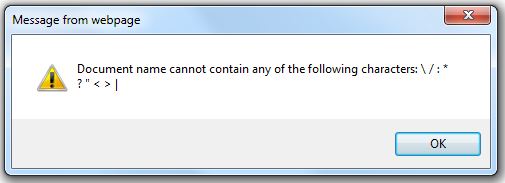 Message from webpage
Document name cannot contain any of the following characters: \ / : *
? " < > |
OK